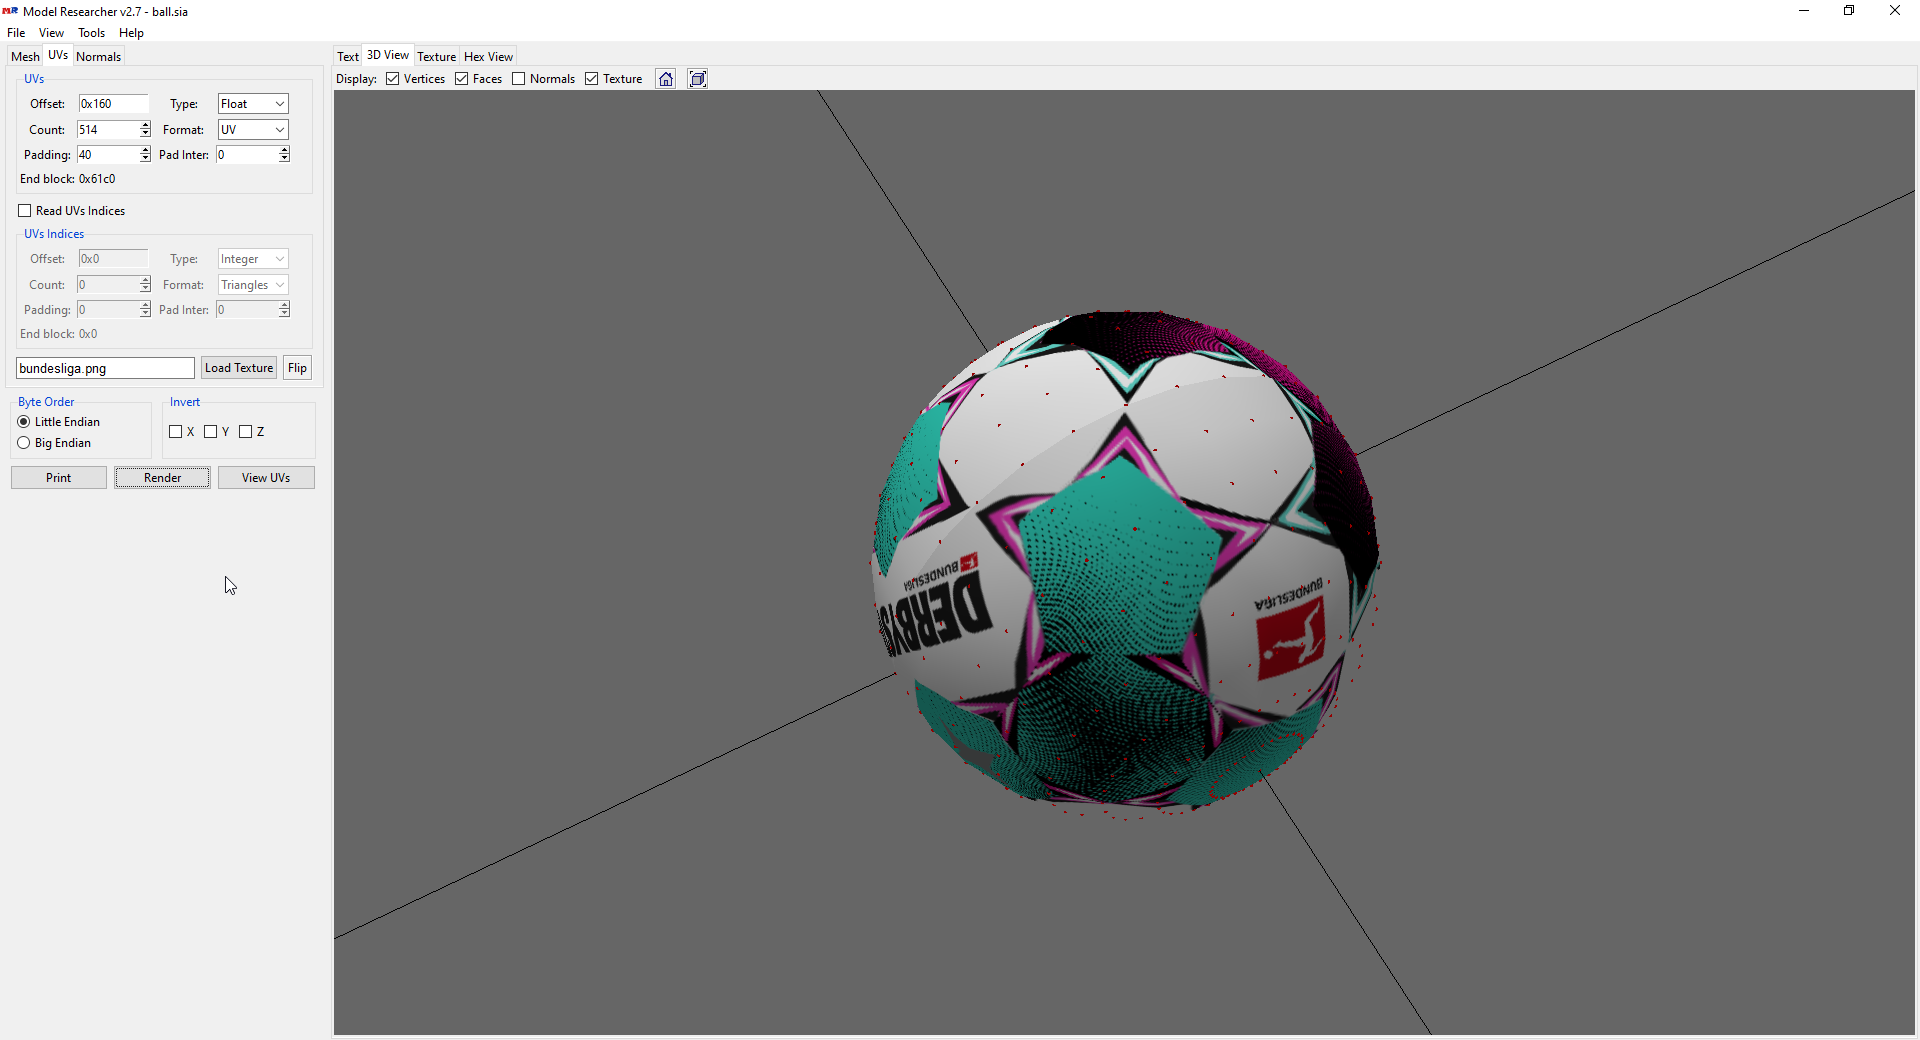 Model Researcher v2.7 - ball.sia
File View Tools Help
Mesh UVs Normals
Text 3D View Texture Hex View
Display: Vertices Faces Normals Texture
UVs
Offset: 0x160 Type: Float
Count: 514 Format: UV
Padding: 40 Pad Inter: 0
End block: 0x61c0
Read UVs Indices
UVs Indices
Offset: 0x0 Type: Integer
Count: 0 Format: Triangles
Padding: 0 Pad Inter: 0
End block: 0x0
bundesliga.png Load Texture Flip
Byte Order
Little Endian
Big Endian
Invert
X Y Z
Print Render View UVs
BUNDESLIGA
DERBYS
BUNDESLIGA